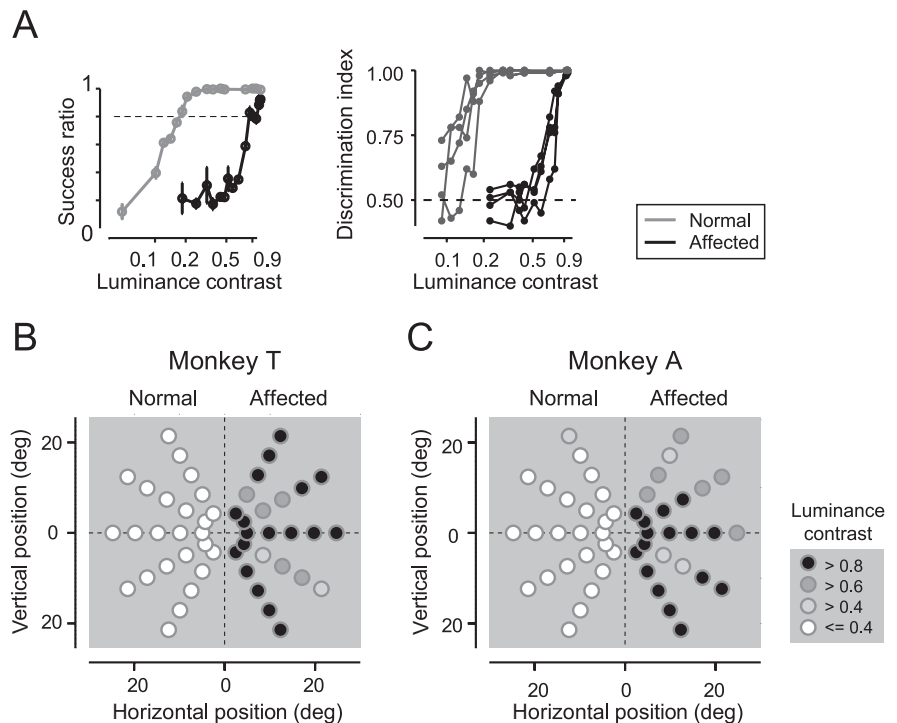 A
Success ratio
1
0
0.1 0.2 0.5 0.9
Luminance contrast
Discrimination index
1.00
0.75
0.50
0.1 0.2 0.5 0.9
Luminance contrast
Normal
Affected
B
Monkey T
Normal Affected
Vertical position (deg)
20
0
20
20 0 20
Horizontal position (deg)
C
Monkey A
Normal Affected
Vertical position (deg)
20
0
20
20 0 20
Horizontal position (deg)
Luminance
contrast
> 0.8
> 0.6
> 0.4
<= 0.4